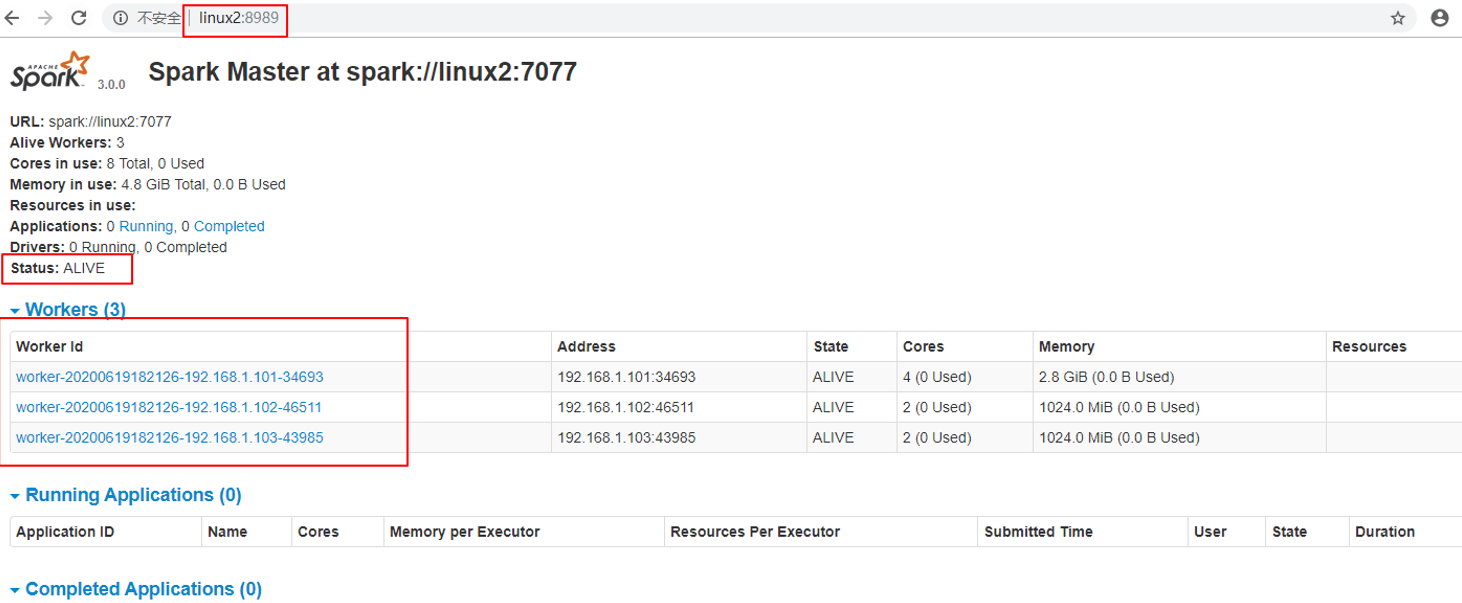 不安全 | linux2:8989
APACHE Spark 3.0.0 Spark Master at spark://linux2:7077
URL: spark://linux2:7077
Alive Workers: 3
Cores in use: 8 Total, 0 Used
Memory in use: 4.8 GiB Total, 0.0 B Used
Resources in use:
Applications: 0 Running, 0 Completed
Drivers: 0 Running, 0 Completed
Status: ALIVE
Workers (3)
Worker Id Address State Cores Memory Resources
worker-20200619182126-192.168.1.101-34693 192.168.1.101:34693 ALIVE 4 (0 Used) 2.8 GiB (0.0 B Used)
worker-20200619182126-192.168.1.102-46511 192.168.1.102:46511 ALIVE 2 (0 Used) 1024.0 MiB (0.0 B Used)
worker-20200619182126-192.168.1.103-43985 192.168.1.103:43985 ALIVE 2 (0 Used) 1024.0 MiB (0.0 B Used)
Running Applications (0)
Application ID Name Cores Memory per Executor Resources Per Executor Submitted Time User State Duration
Completed Applications (0)